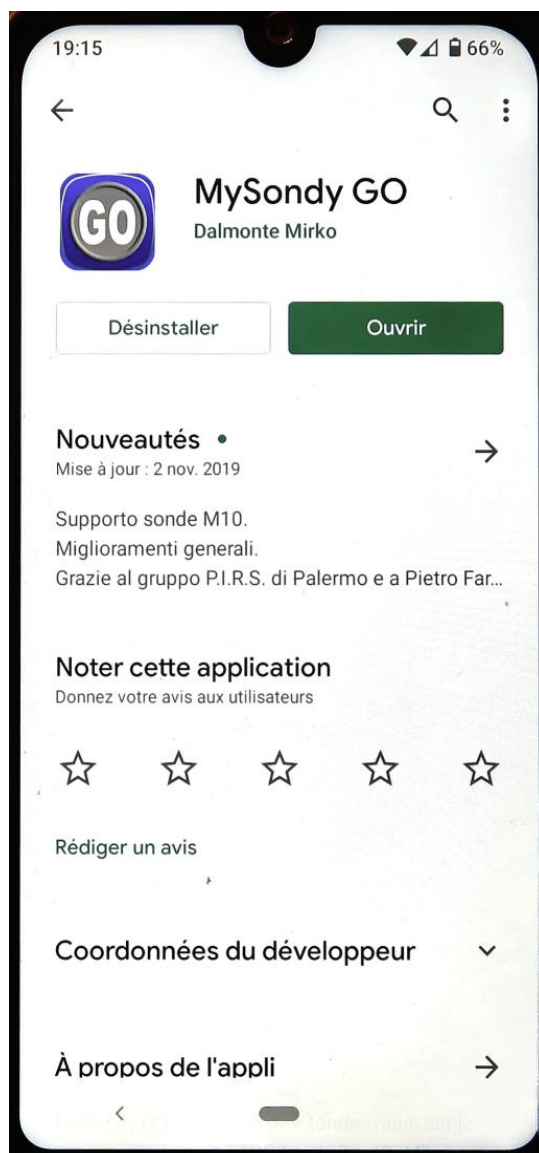 19:15
66%
GO
MySondy GO
Dalmonte Mirko
Désinstaller
Ouvrir
Nouveautés
Mise à jour : 2 nov. 2019
Supporto sonde M10.
Miglioramenti generali.
Grazie al gruppo P.I.R.S. di Palermo e a Pietro Far...
Noter cette application
Donnez votre avis aux utilisateurs
Rédiger un avis
Coordonnées du développeur
À propos de l'appli